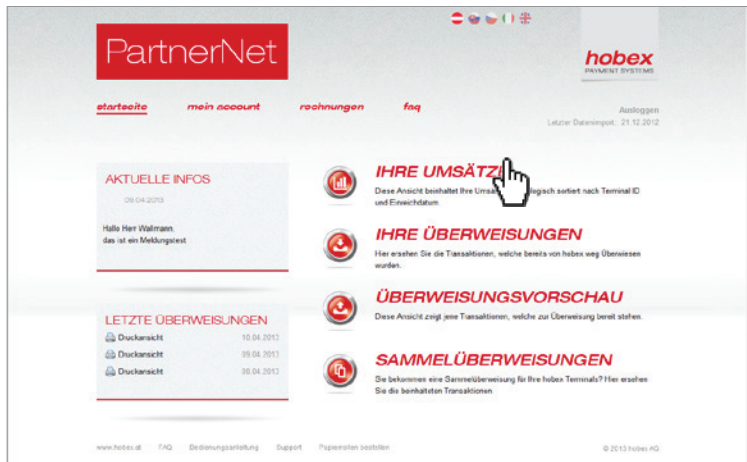 PartnerNet
hobex
PAYMENT SYSTEMS
startseite mein account rechnungen faq
Ausloggen
Letzter Datenimport: 21.12.2012
AKTUELLE INFOS
09.04.2013
Hallo Herr Wallmann,
das ist ein Meldungstest
LETZTE ÜBERWEISUNGEN
Druckansicht 10.04.2013
Druckansicht 09.04.2013
Druckansicht 08.04.2013
IHRE UMSÄTZ
Diese Ansicht beinhaltet Ihre sortiert nach Terminal ID
und Einreichdatum
IHRE ÜBERWEISUNGEN
Hier ersehen Sie die Transaktionen, welche bereits von hobex weg Überwiesen
wurden.
ÜBERWEISUNGSVORSCHAU
Diese Ansicht zeigt jene Transaktionen, welche zur Überweisung bereit stehen.
SAMMELÜBERWEISUNGEN
Sie bekommen eine Sammelüberweisung für Ihre hobex Terminals? Hier ersehen
Sie die beinhalteten Transaktionen
www.hobex.at FAQ Bedienungsanleitung Support Papierrollen bestellen
© 2013 hobex AG